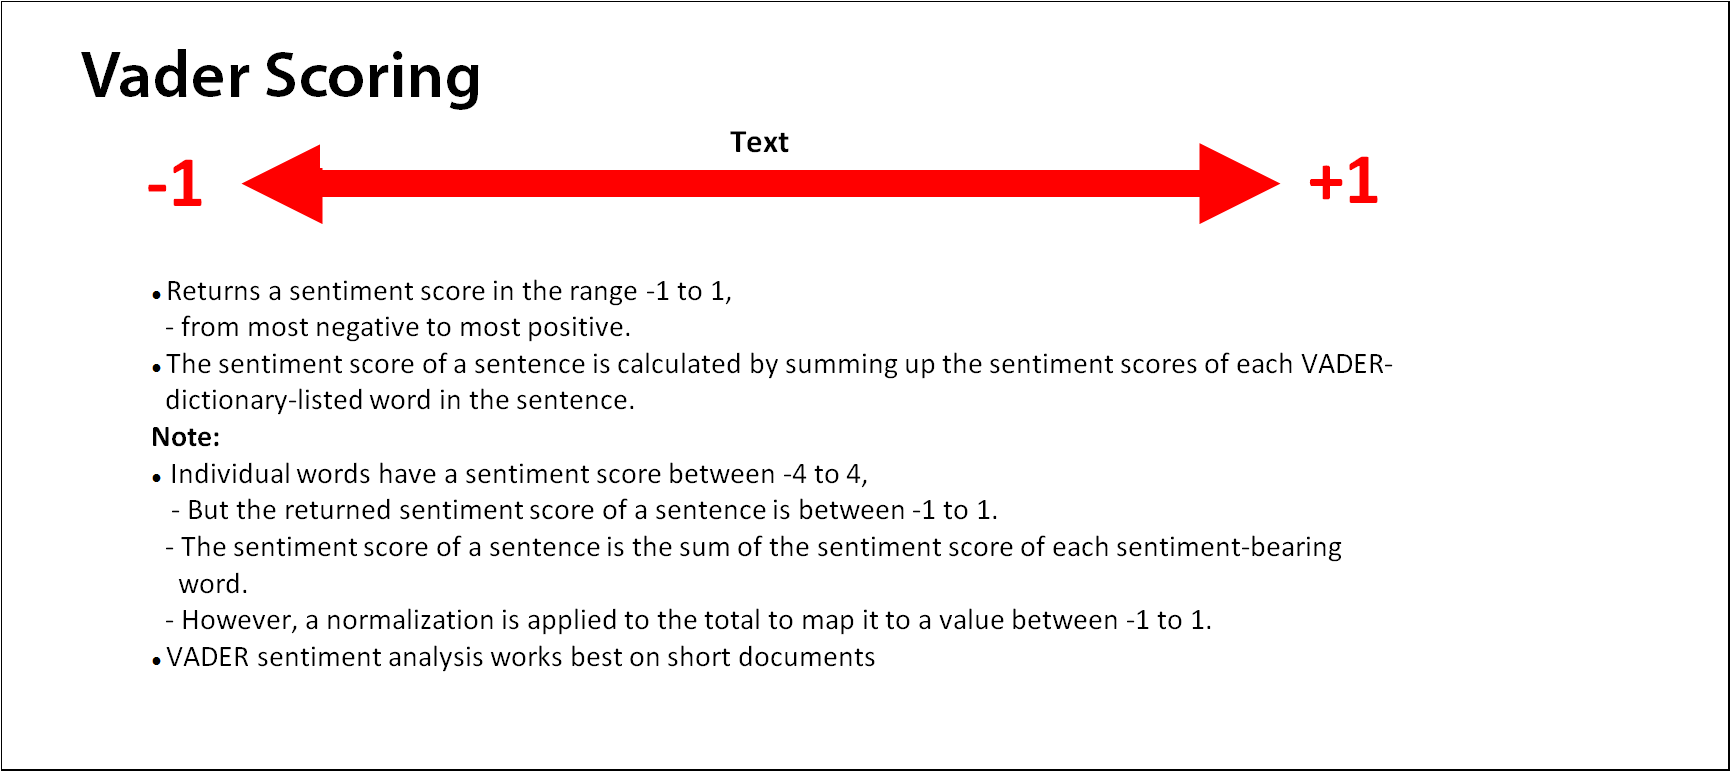 Vader Scoring
Text
-1
+1
• Returns a sentiment score in the range -1 to 1,
- from most negative to most positive.
• The sentiment score of a sentence is calculated by summing up the sentiment scores of each VADER-
dictionary-listed word in the sentence.
Note:
• Individual words have a sentiment score between -4 to 4,
- But the returned sentiment score of a sentence is between -1 to 1.
- The sentiment score of a sentence is the sum of the sentiment score of each sentiment-bearing
word.
- However, a normalization is applied to the total to map it to a value between -1 to 1.
• VADER sentiment analysis works best on short documents